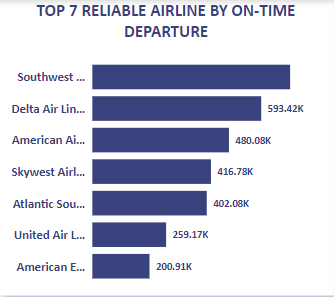 TOP 7 RELIABLE AIRLINE BY ON-TIME
DEPARTURE
Southwest ...
Delta Air Lin... 593.42K
American Ai... 480.08K
Skywest Airl... 416.78K
Atlantic Sou... 402.08K
United Air L... 259.17K
American E... 200.91K